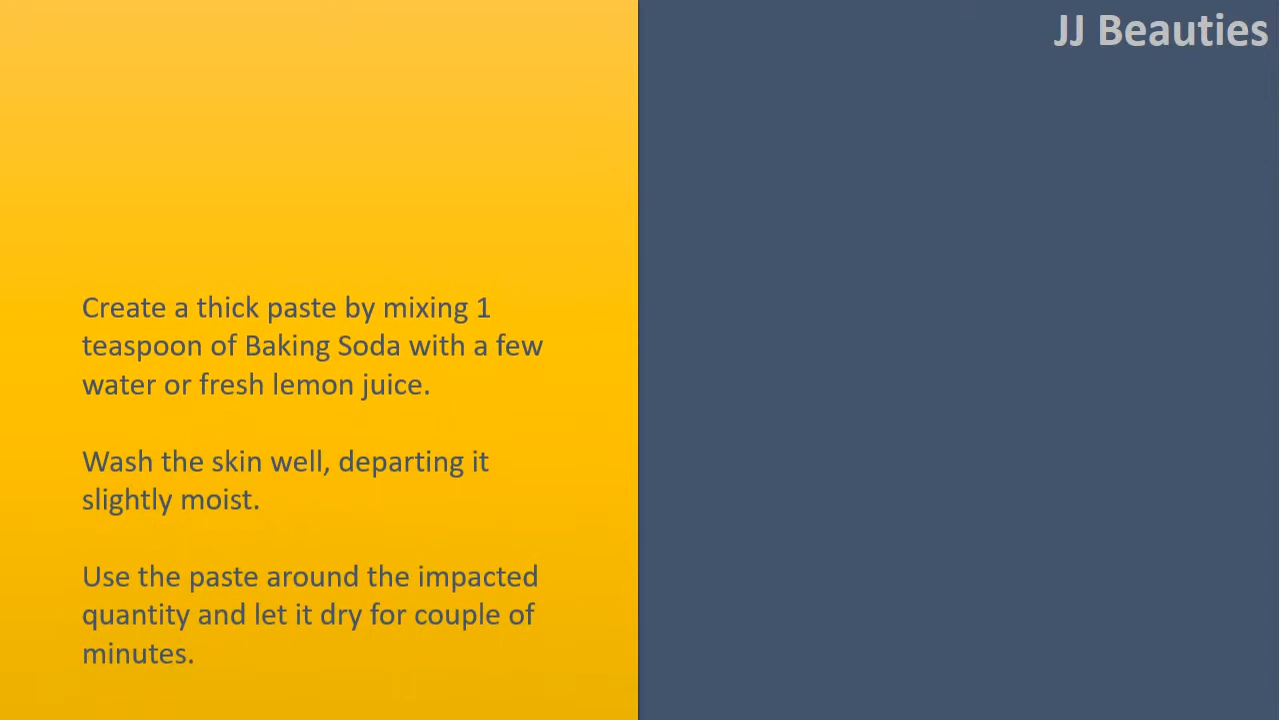 JJ Beauties
Create a thick paste by mixing 1
teaspoon of Baking Soda with a few
water or fresh lemon juice.
Wash the skin well, departing it
slightly moist.
Use the paste around the impacted
quantity and let it dry for couple of
minutes.